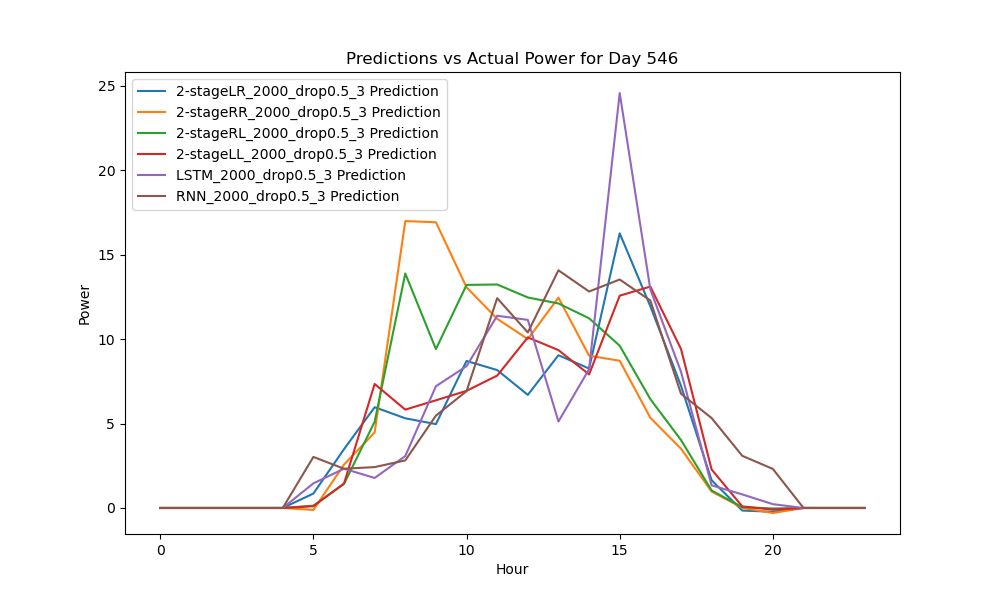 Predictions vs Actual Power for Day 546
25
20
15
10
5
0
Power
2-stageLR_2000_drop0.5_3 Prediction
2-stageRR_2000_drop0.5_3 Prediction
2-stageRL_2000_drop0.5_3 Prediction
2-stageLL_2000_drop0.5_3 Prediction
LSTM_2000_drop0.5_3 Prediction
RNN_2000_drop0.5_3 Prediction
0 5 10 15 20
Hour